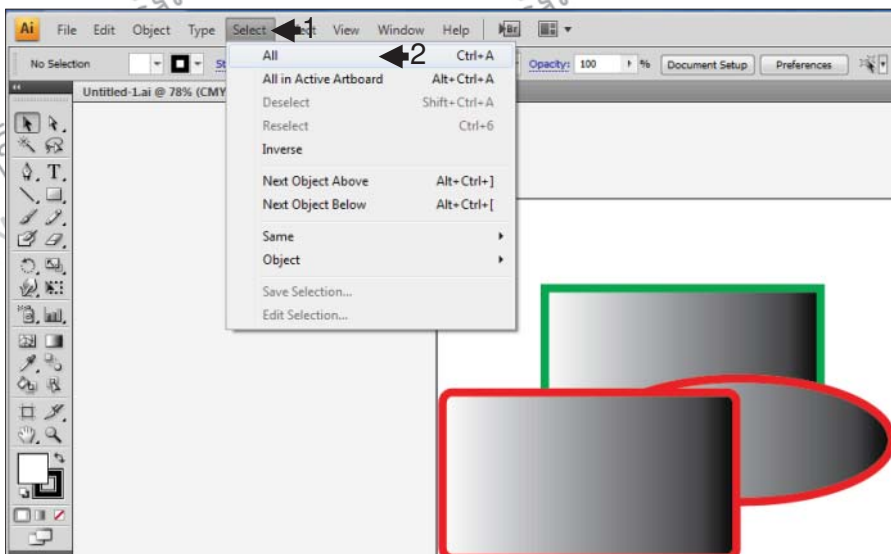 Ai File Edit Object Type Select ect View Window Help Br
1
No Selection St Opacity: 100 % Document Setup Preferences
Untitled-1.ai @ 78% (CMY
All Ctrl+A
2
All in Active Artboard Alt+Ctrl+A
Deselect Shift+Ctrl+A
Reselect Ctrl+6
Inverse
Next Object Above Alt+Ctrl+]
Next Object Below Alt+Ctrl+[
Same
Object
Save Selection...
Edit Selection...
T